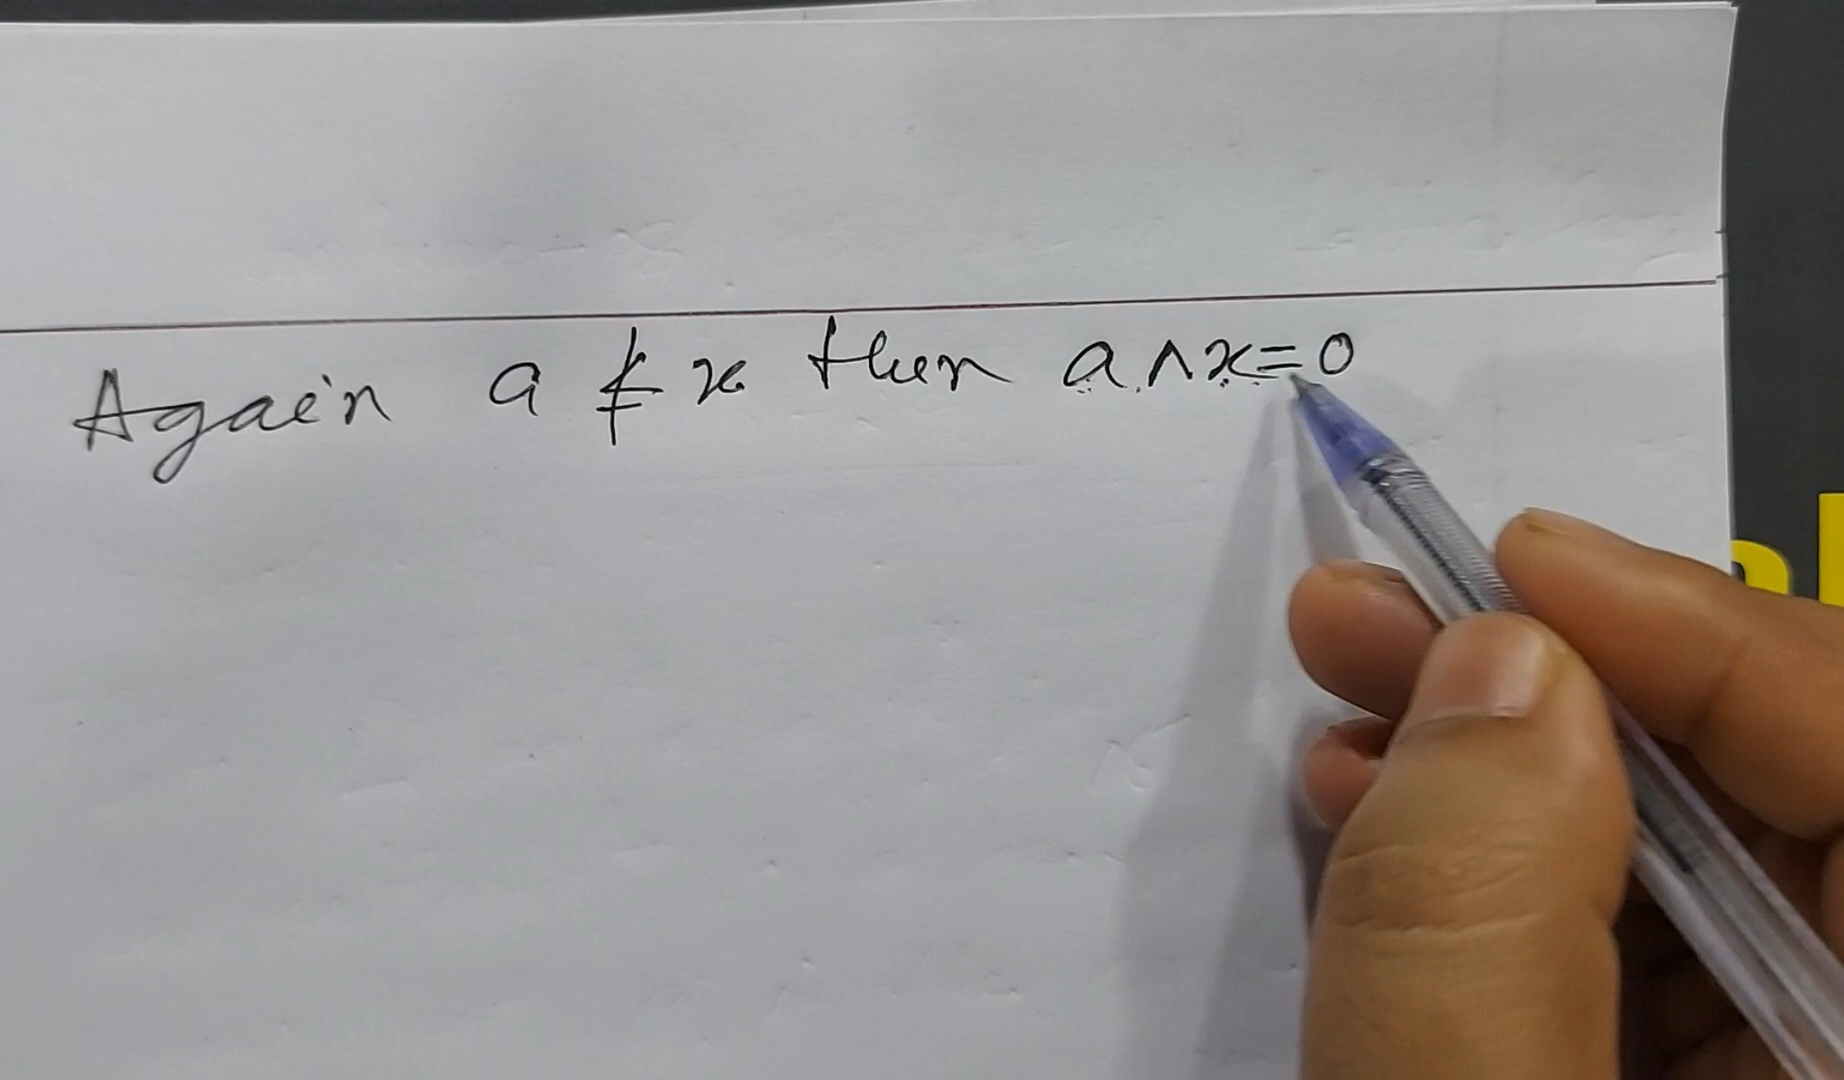 Again a ≰ x then a ∧ x = 0